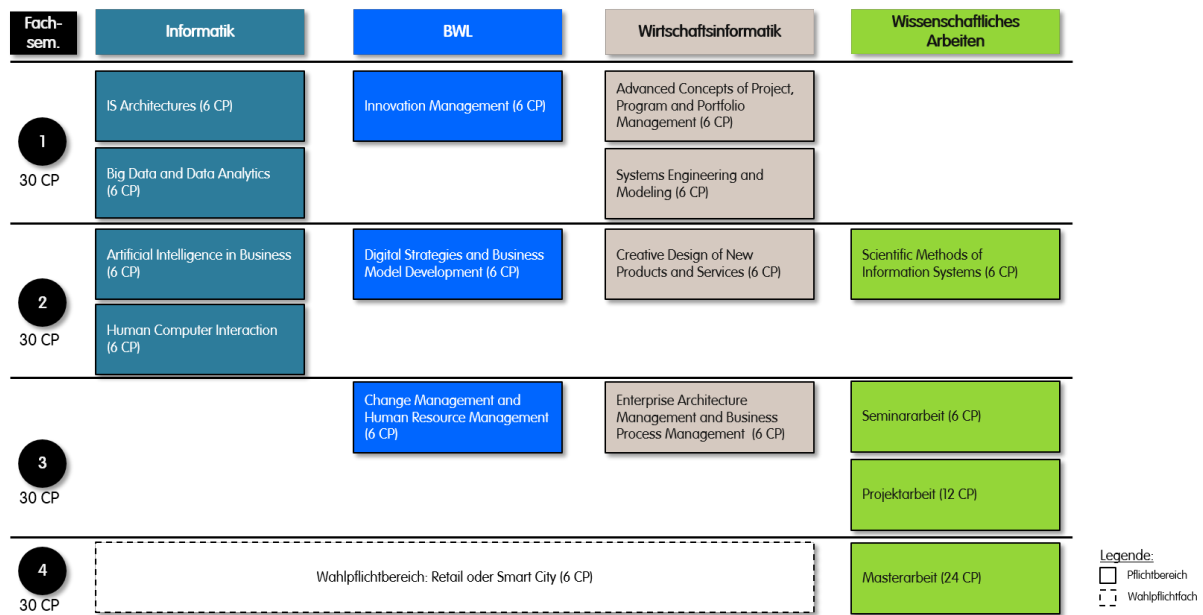 Fach-
sem.
Informatik
BWL
Wirtschaftsinformatik
Wissenschaftliches
Arbeiten
1
30 CP
IS Architectures (6 CP)
Innovation Management (6 CP)
Advanced Concepts of Project,
Program and Portfolio
Management (6 CP)
Big Data and Data Analytics
(6 CP)
Systems Engineering and
Modeling (6 CP)
2
30 CP
Artificial Intelligence in Business
(6 CP)
Digital Strategies and Business
Model Development (6 CP)
Creative Design of New
Products and Services (6 CP)
Scientific Methods of
Information Systems (6 CP)
Human Computer Interaction
(6 CP)
3
30 CP
Change Management and
Human Resource Management
(6 CP)
Enterprise Architecture
Management and Business
Process Management (6 CP)
Seminararbeit (6 CP)
Projektarbeit (12 CP)
4
30 CP
Wahlpflichtbereich: Retail oder Smart City (6 CP)
Masterarbeit (24 CP)
Legende:
Pflichtbereich
Wahlpflichtfach